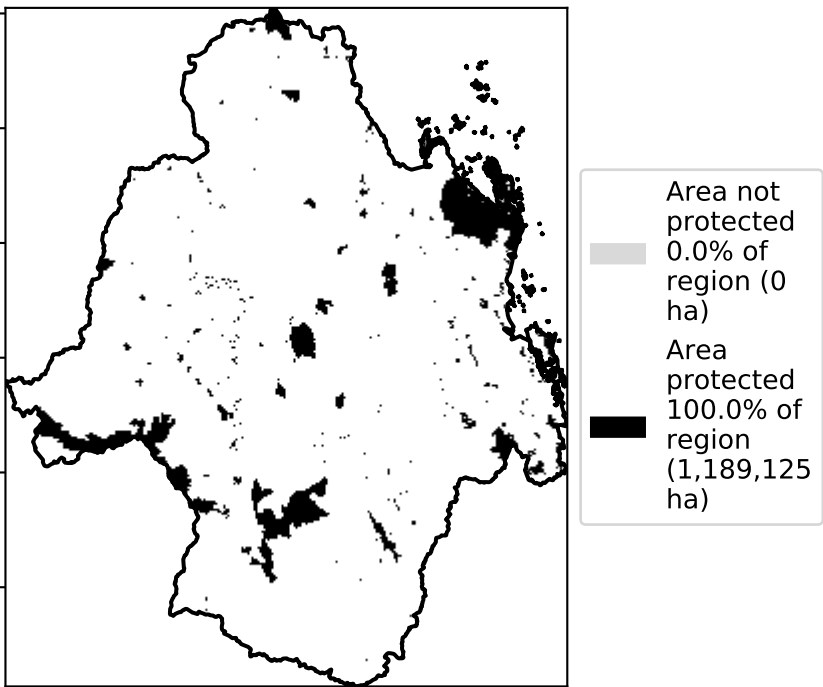 Area not
protected
0.0% of
region (0
ha)
Area
protected
100.0% of
region
(1,189,125
ha)